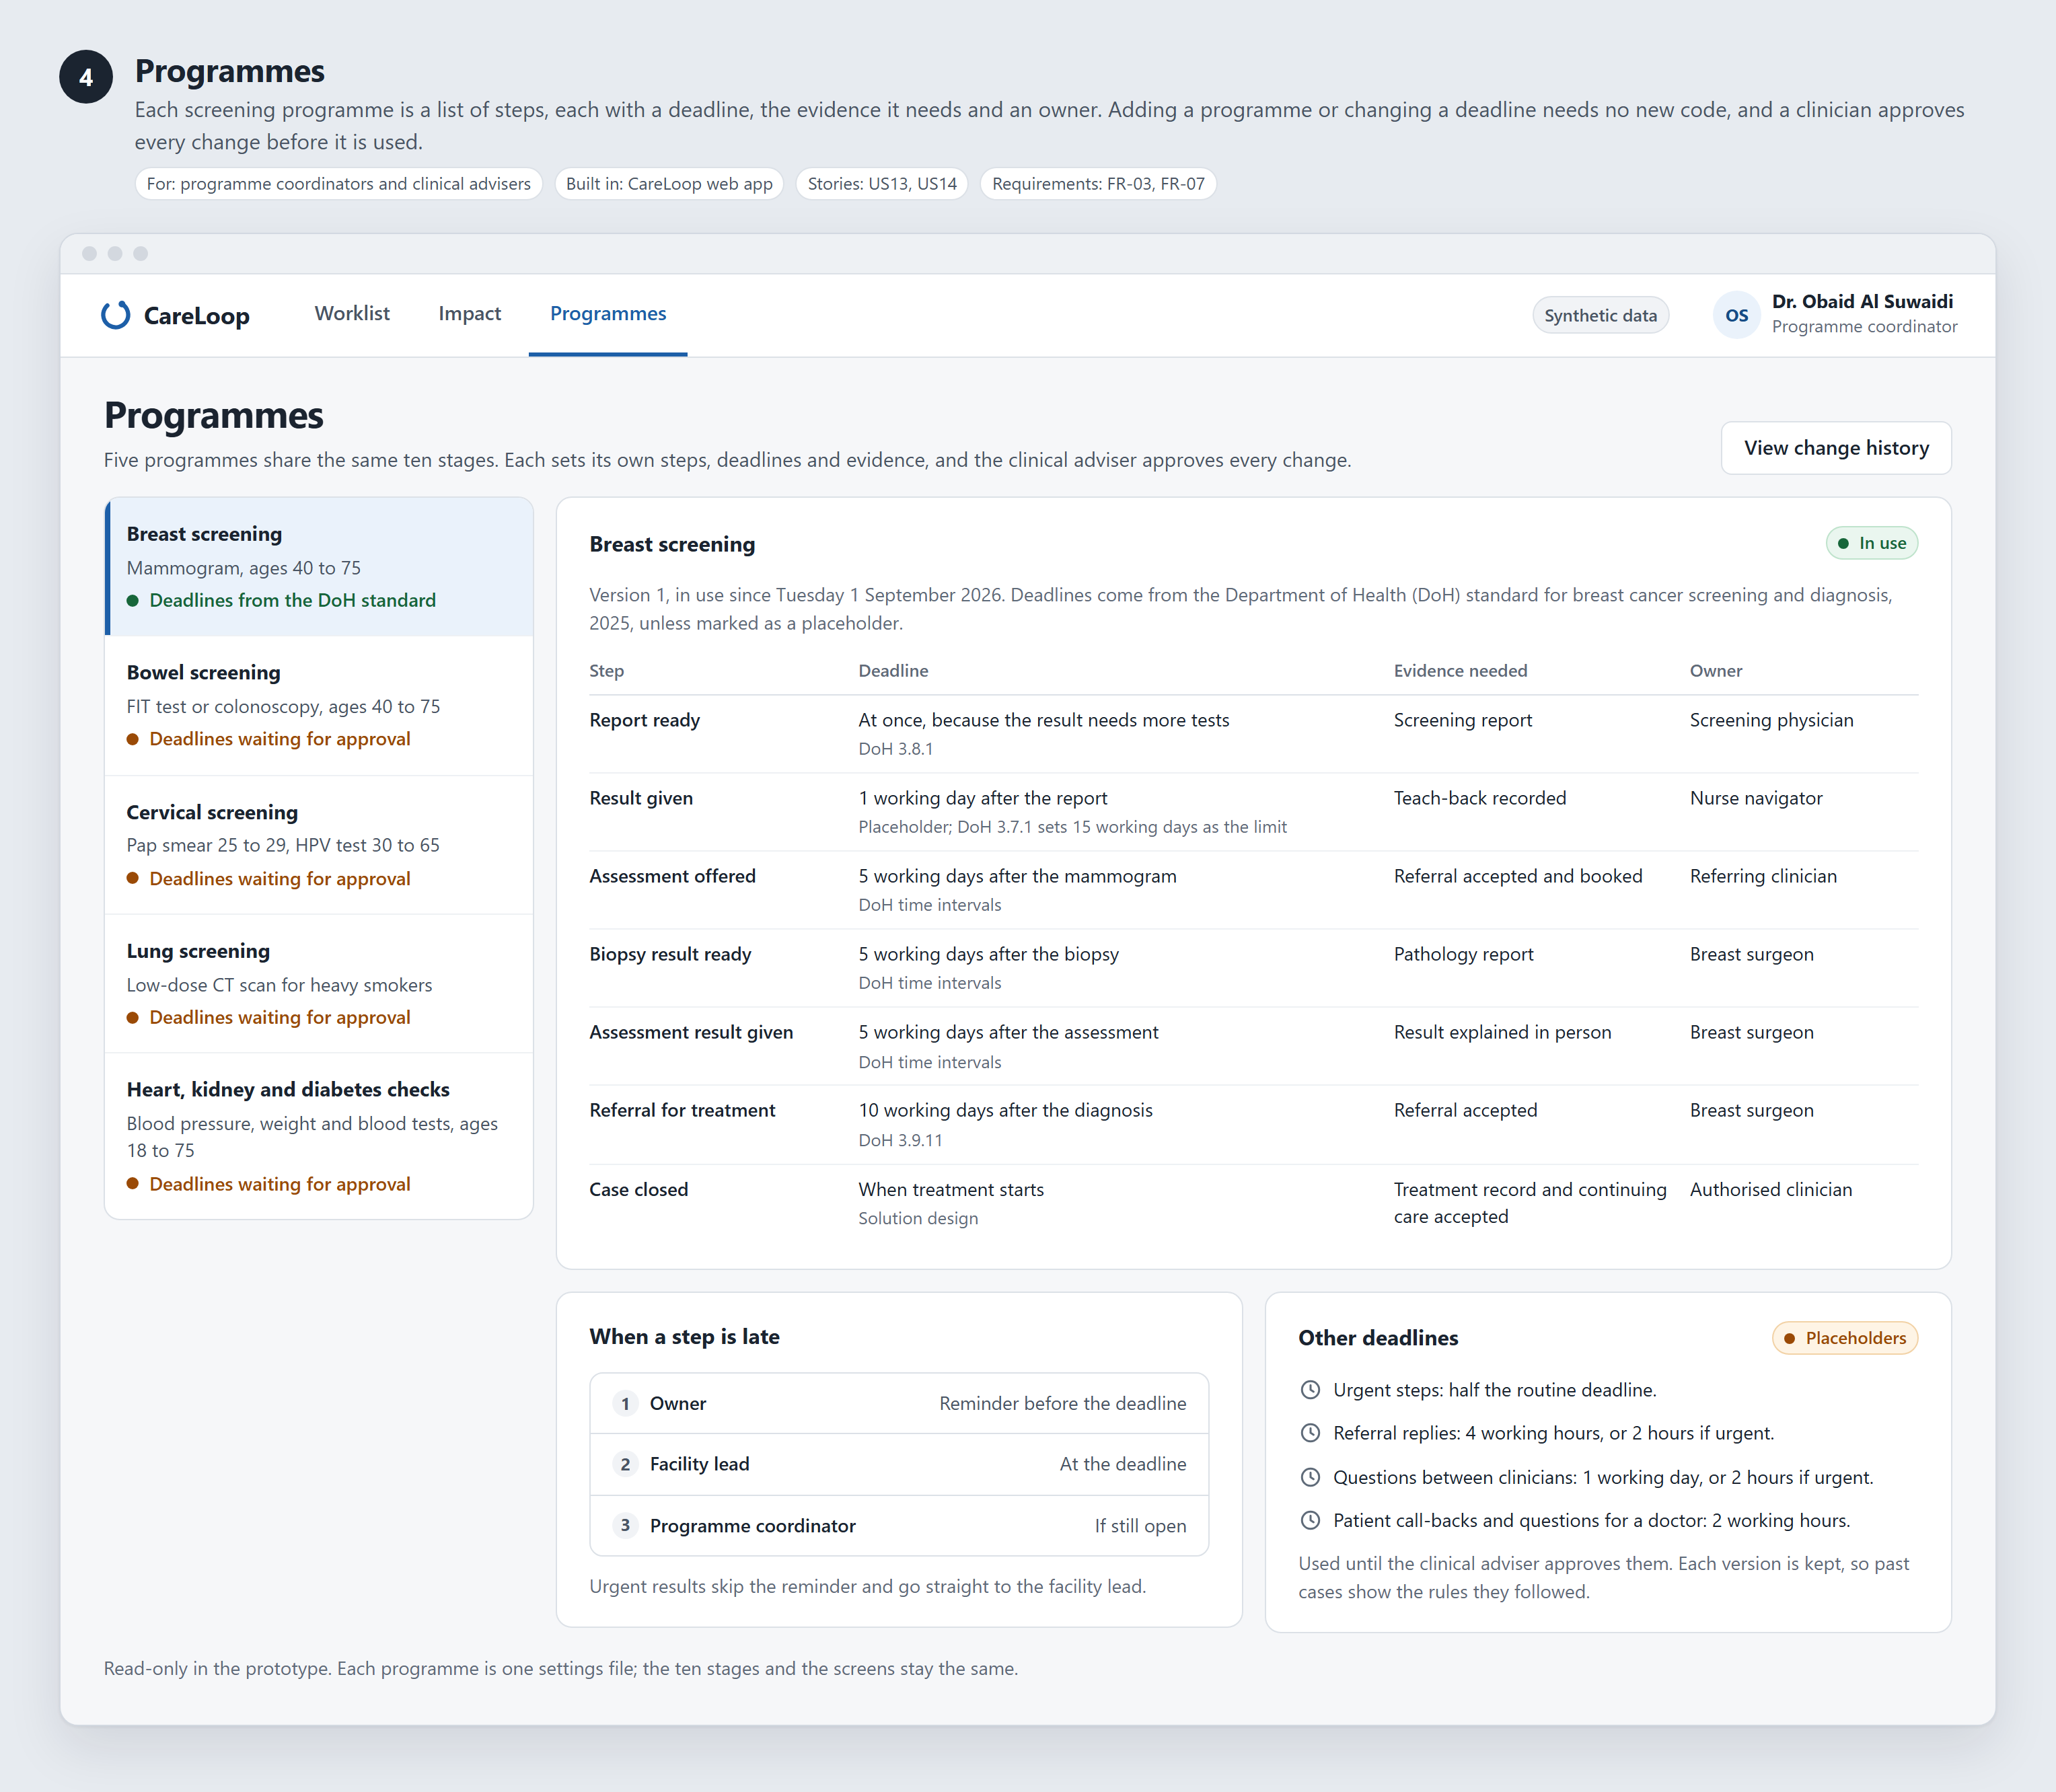 4
Programmes
Each screening programme is a list of steps, each with a deadline, the evidence it needs and an owner. Adding a programme or changing a deadline needs no new code, and a clinician approves
every change before it is used.
For: programme coordinators and clinical advisers
Built in: CareLoop web app
Stories: US13, US14
Requirements: FR-03, FR-07
CareLoop
Worklist
Impact
Programmes
Synthetic data
OS
Dr. Obaid Al Suwaidi
Programme coordinator
Programmes
Five programmes share the same ten stages. Each sets its own steps, deadlines and evidence, and the clinical adviser approves every change.
View change history
Breast screening
Mammogram, ages 40 to 75
Deadlines from the DoH standard
Bowel screening
FIT test or colonoscopy, ages 40 to 75
Deadlines waiting for approval
Cervical screening
Pap smear 25 to 29, HPV test 30 to 65
Deadlines waiting for approval
Lung screening
Low-dose CT scan for heavy smokers
Deadlines waiting for approval
Heart, kidney and diabetes checks
Blood pressure, weight and blood tests, ages
18 to 75
Deadlines waiting for approval
Breast screening
In use
Version 1, in use since Tuesday 1 September 2026. Deadlines come from the Department of Health (DoH) standard for breast cancer screening and diagnosis,
2025, unless marked as a placeholder.
Step Deadline Evidence needed Owner
Report ready At once, because the result needs more tests Screening report Screening physician
DoH 3.8.1
Result given 1 working day after the report Teach-back recorded Nurse navigator
Placeholder; DoH 3.7.1 sets 15 working days as the limit
Assessment offered 5 working days after the mammogram Referral accepted and booked Referring clinician
DoH time intervals
Biopsy result ready 5 working days after the biopsy Pathology report Breast surgeon
DoH time intervals
Assessment result given 5 working days after the assessment Result explained in person Breast surgeon
DoH time intervals
Referral for treatment 10 working days after the diagnosis Referral accepted Breast surgeon
DoH 3.9.11
Case closed When treatment starts Treatment record and continuing Authorised clinician
Solution design care accepted
When a step is late
1 Owner Reminder before the deadline
2 Facility lead At the deadline
3 Programme coordinator If still open
Urgent results skip the reminder and go straight to the facility lead.
Other deadlines
Placeholders
Urgent steps: half the routine deadline.
Referral replies: 4 working hours, or 2 hours if urgent.
Questions between clinicians: 1 working day, or 2 hours if urgent.
Patient call-backs and questions for a doctor: 2 working hours.
Used until the clinical adviser approves them. Each version is kept, so past
cases show the rules they followed.
Read-only in the prototype. Each programme is one settings file; the ten stages and the screens stay the same.